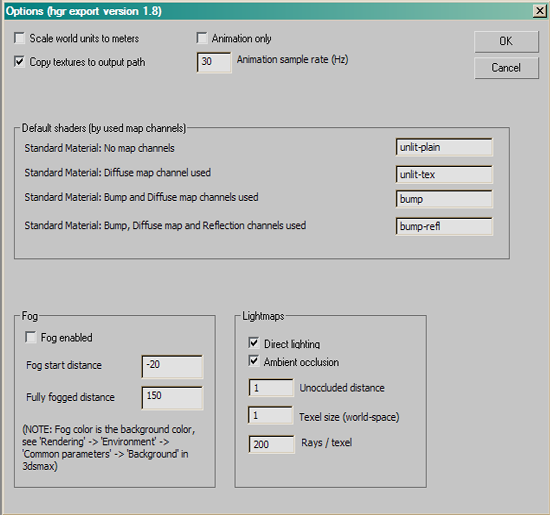 Options (hgr export version 1.8)
Scale world units to meters
Animation only
OK
Copy textures to output path
30
Animation sample rate (Hz)
Cancel
Default shaders (by used map channels)
Standard Material: No map channels
unlit-plain
Standard Material: Diffuse map channel used
unlit-tex
Standard Material: Bump and Diffuse map channels used
bump
Standard Material: Bump, Diffuse map and Reflection channels used
bump-refl
Fog
Fog enabled
Fog start distance
-20
Fully fogged distance
150
(NOTE: Fog color is the background color,
see 'Rendering' -> 'Environment' ->
'Common parameters' -> 'Background' in
3dsmax)
Lightmaps
Direct lighting
Ambient occlusion
1
Unoccluded distance
1
Texel size (world-space)
200
Rays / texel